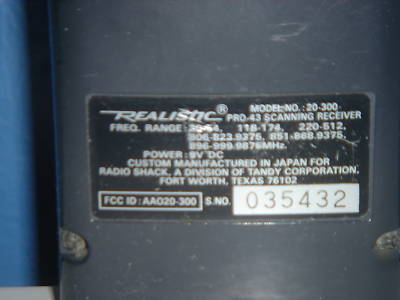 REALISTIC® MODEL NO.: 20-300
PRO-43 SCANNING RECEIVER
FREQ. RANGE: 30-54, 118-174, 220-512,
806-823.9375, 851-868.9375,
896-999.9875MHz.
POWER: 9V DC
CUSTOM MANUFACTURED IN JAPAN FOR
RADIO SHACK, A DIVISION OF TANDY CORPORATION,
FORT WORTH, TEXAS 76102
FCC ID: AAO20-300 S.NO. 035432